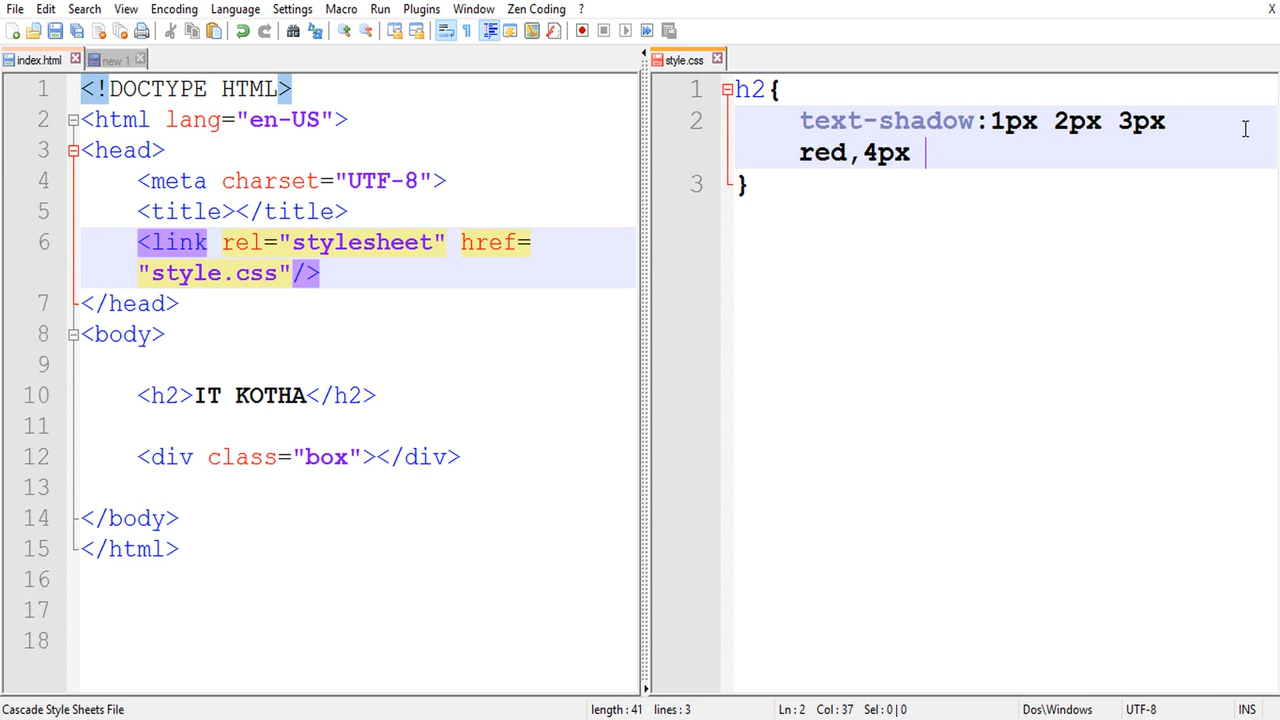 File Edit Search View Encoding Language Settings Macro Run Plugins Window Zen Coding ? X
index.html new 1
style.css
1 <!DOCTYPE HTML>
2 <html lang="en-US">
3 <head>
4 <meta charset="UTF-8">
5 <title></title>
6 <link rel="stylesheet" href=
"style.css"/>
7 </head>
8 <body>
9
10 <h2>IT KOTHA</h2>
11
12 <div class="box"></div>
13
14 </body>
15 </html>
16
17
18
1 h2{
2 text-shadow:1px 2px 3px
red,4px
3 }
Cascade Style Sheets File length : 41 lines : 3 Ln : 2 Col : 37 Sel : 0 | 0 Dos\Windows UTF-8 INS